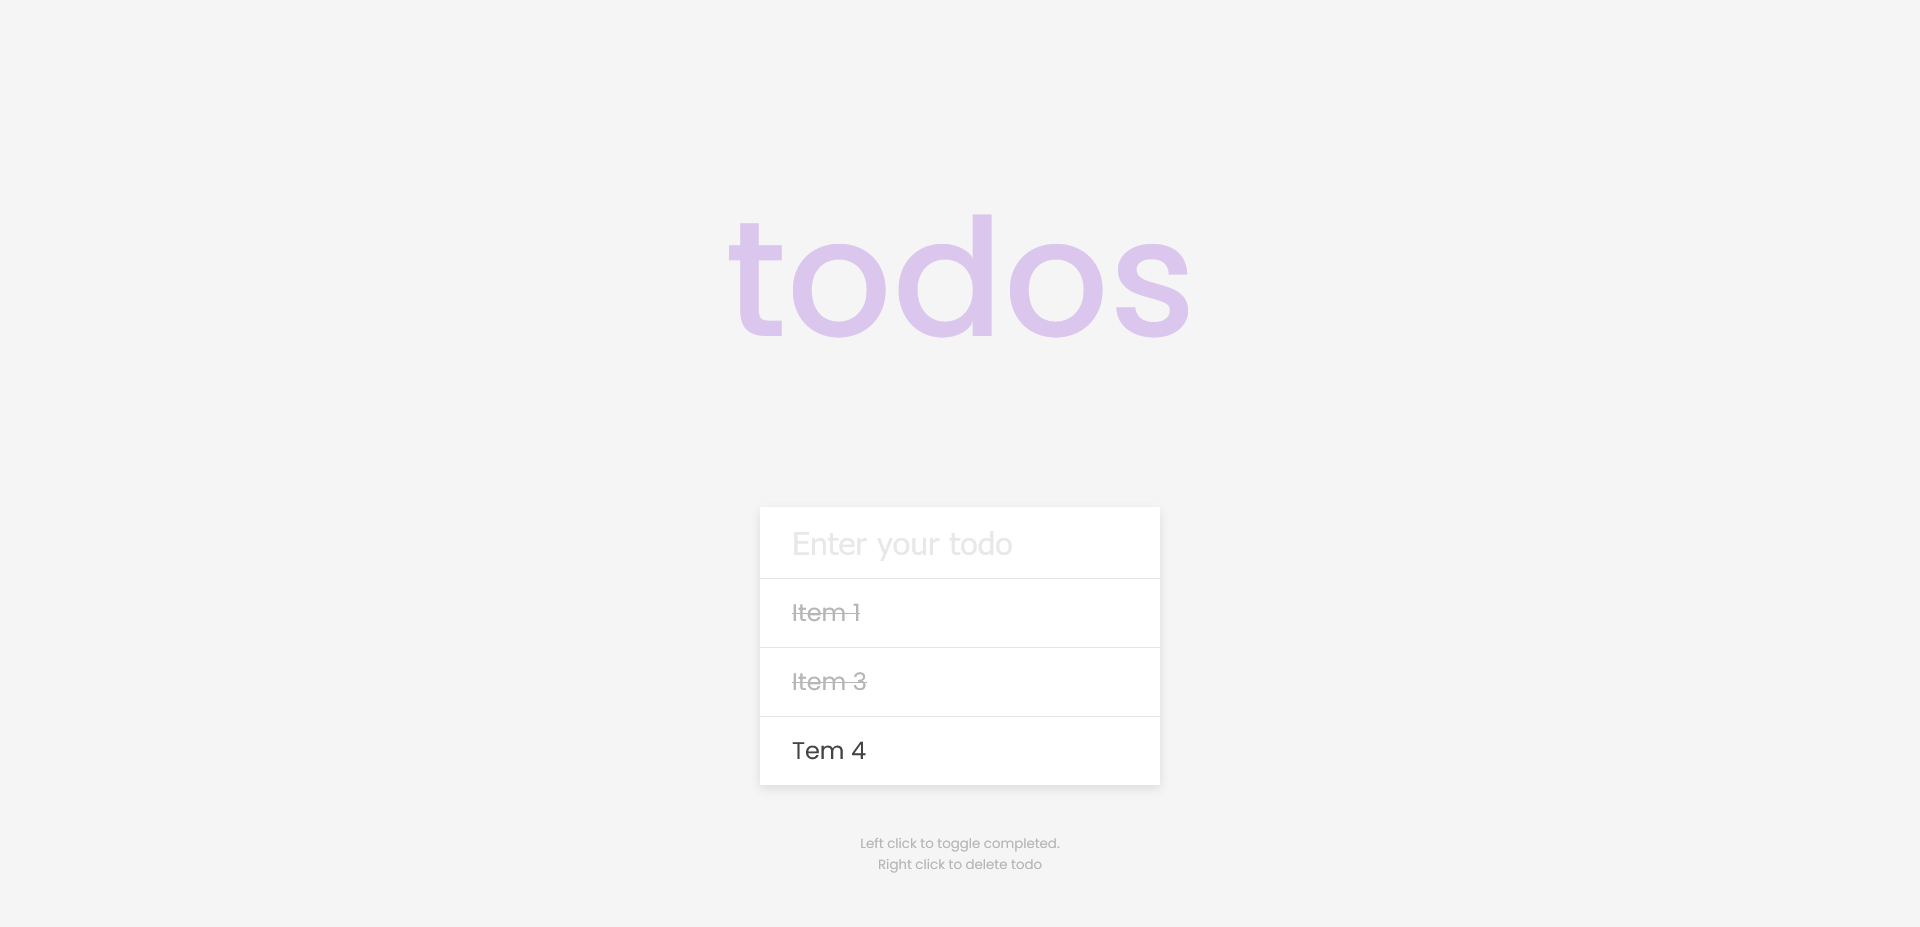 todos
Enter your todo
Item 1
Item 3
Tem 4
Left click to toggle completed.
Right click to delete todo